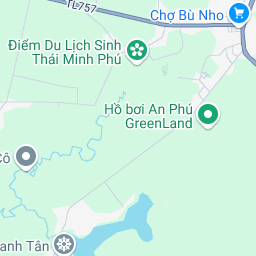 TL757
Chợ Bù Nho
Điểm Du Lịch Sinh
Thái Minh Phú
Hồ bơi An Phú
GreenLand
Cô
anh Tân